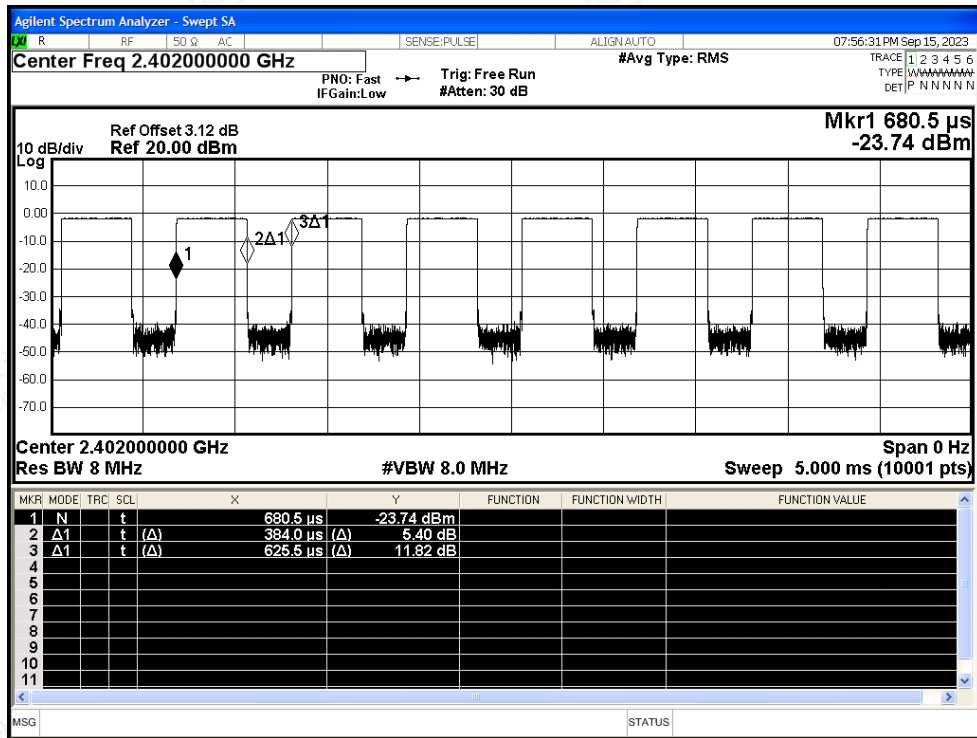 Agilent Spectrum Analyzer - Swept SA
LXI R RF 50 Ω AC SENSE:PULSE ALIGN AUTO 07:56:31 PM Sep 15, 2023
Center Freq 2.402000000 GHz
PNO: Fast
IFGain:Low
Trig: Free Run
#Atten: 30 dB
#Avg Type: RMS
TRACE 1 2 3 4 5 6
TYPE
DET P N N N N N
Mkr1 680.5 µs
-23.74 dBm
Ref Offset 3.12 dB
10 dB/div Ref 20.00 dBm
Log
10.0
0.00
-10.0
-20.0
-30.0
-40.0
-50.0
-60.0
-70.0
1
2Δ1
3Δ1
Center 2.402000000 GHz Span 0 Hz
Res BW 8 MHz #VBW 8.0 MHz Sweep 5.000 ms (10001 pts)
MKR MODE TRC SCL X Y FUNCTION FUNCTION WIDTH FUNCTION VALUE
1 N t 680.5 µs -23.74 dBm
2 Δ1 t (Δ) 384.0 µs (Δ) 5.40 dB
3 Δ1 t (Δ) 625.5 µs (Δ) 11.82 dB
4
5
6
7
8
9
10
11
MSG STATUS